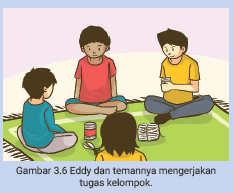 Gambar 3.6 Eddy dan temannya mengerjakan
tugas kelompok.